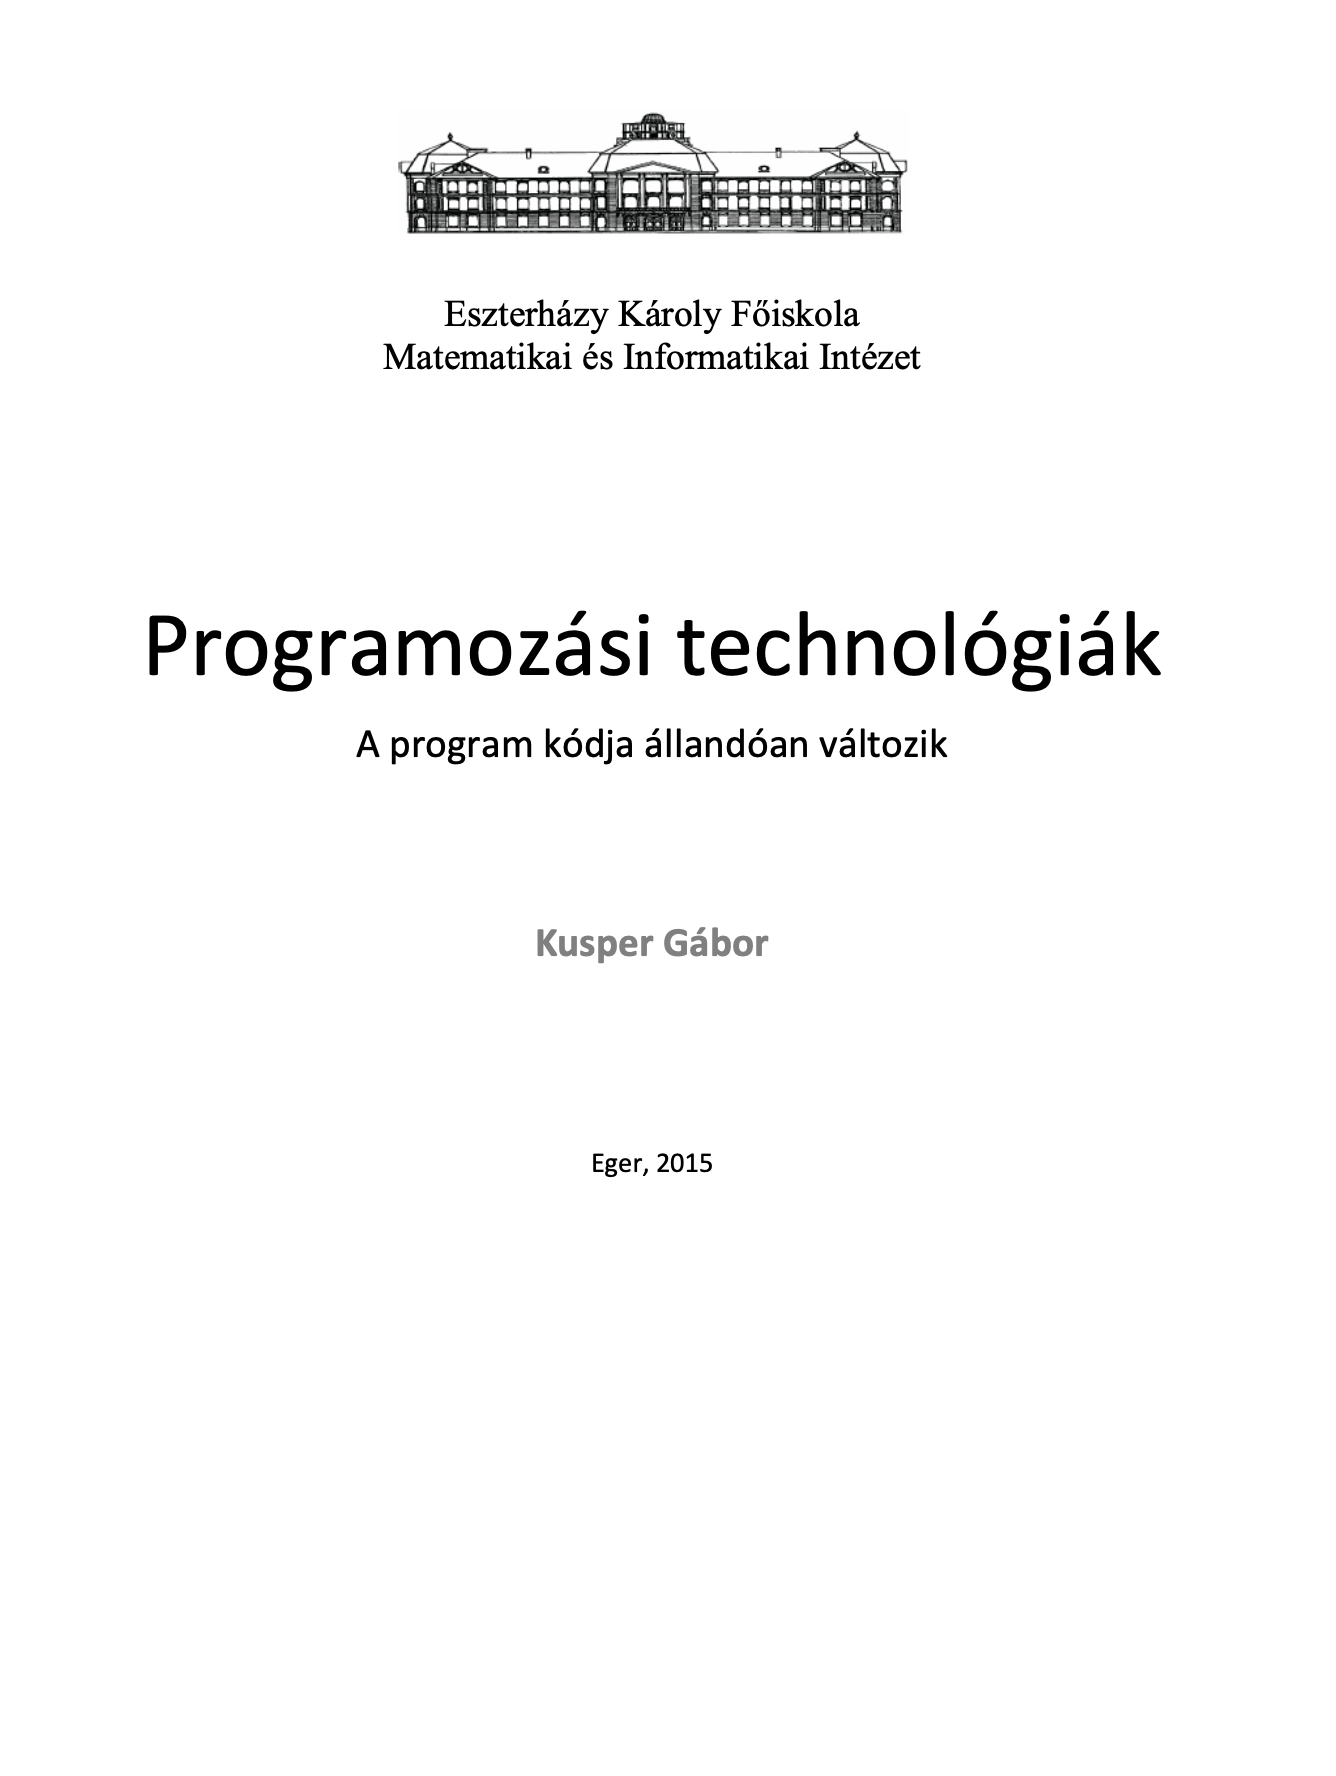 Eszterházy Károly Főiskola
Matematikai és Informatikai Intézet
Programozási technológiák
A program kódja állandóan változik
Kusper Gábor
Eger, 2015